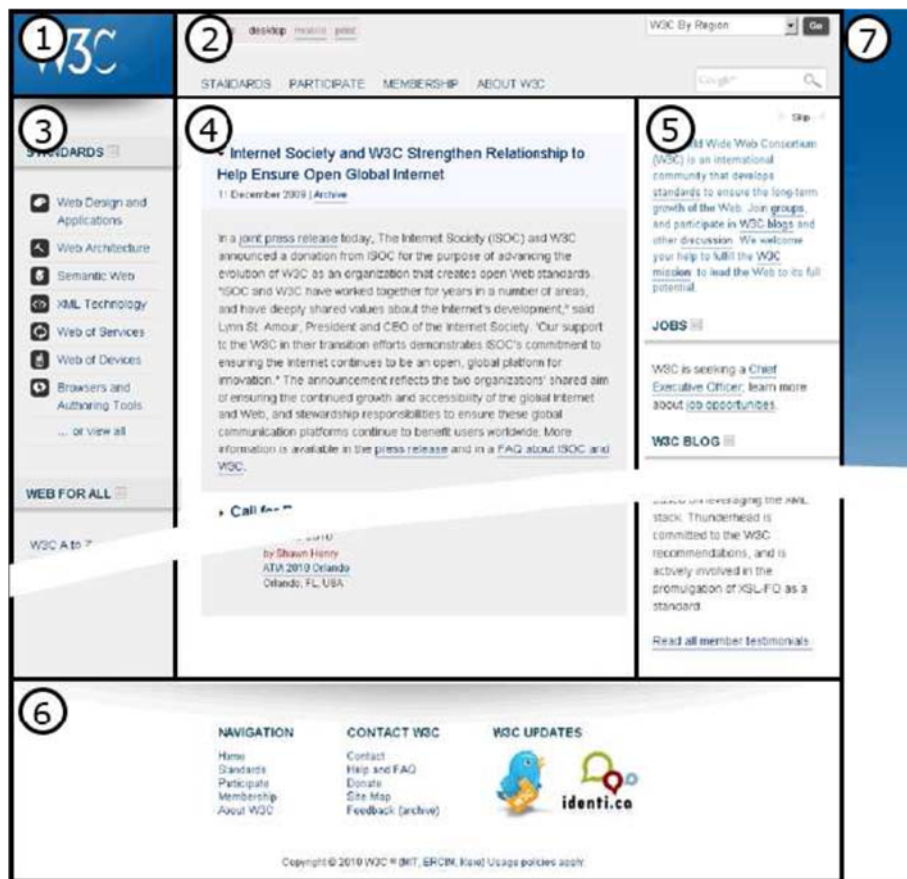 1
W3C
2
desktop mobile print
W3C By Region
Go
7
STANDARDS PARTICIPATE MEMBERSHIP ABOUT W3C
Google™
3
STANDARDS
Web Design and
Applications
Web Architecture
Semantic Web
XML Technology
Web of Services
Web of Devices
Browsers and
Authoring Tools
... or view all
WEB FOR ALL
W3C A to Z
4
Internet Society and W3C Strengthen Relationship to
Help Ensure Open Global Internet
11 December 2009 | Archive
In a joint press release today, The Internet Society (ISOC) and W3C
announced a donation from ISOC for the purpose of advancing the
evolution of W3C as an organization that creates open Web standards.
"ISOC and W3C have worked together for years in a number of areas,
and have deeply shared values about the Internet's development," said
Lynn St. Amour, President and CEO of the Internet Society. "Our support
to the W3C in their transition efforts demonstrates ISOC's commitment to
ensuring the Internet continues to be an open, global platform for
innovation." The announcement reflects the two organizations' shared aim
of ensuring the continued growth and accessibility of the global Internet
and Web, and stewardship responsibilities to ensure these global
communication platforms continue to benefit users worldwide. More
information is available in the press release and in a FAQ about ISOC and
W3C.
Call for
2010
by Shawn Henry
ATIA 2010 Orlando
Orlando, FL, USA
5
Skip
Wide Web Consortium
(W3C) is an international
community that develops
standards to ensure the long-term
growth of the Web. Join groups,
and participate in W3C blogs and
other discussion. We welcome
your help to fulfill the W3C
mission: to lead the Web to its full
potential.
JOBS
W3C is seeking a Chief
Executive Officer; learn more
about job opportunities.
W3C BLOG
based on leveraging the XML
stack. Thunderhead is
committed to the W3C
recommendations, and is
actively involved in the
promulgation of XSL-FO as a
standard.
Read all member testimonials
6
NAVIGATION
Home
Standards
Participate
Membership
About W3C
CONTACT W3C
Contact
Help and FAQ
Donate
Site Map
Feedback (archive)
W3C UPDATES
identi.ca
Copyright © 2010 W3C ® (MIT, ERCIM, Keio) Usage policies apply.